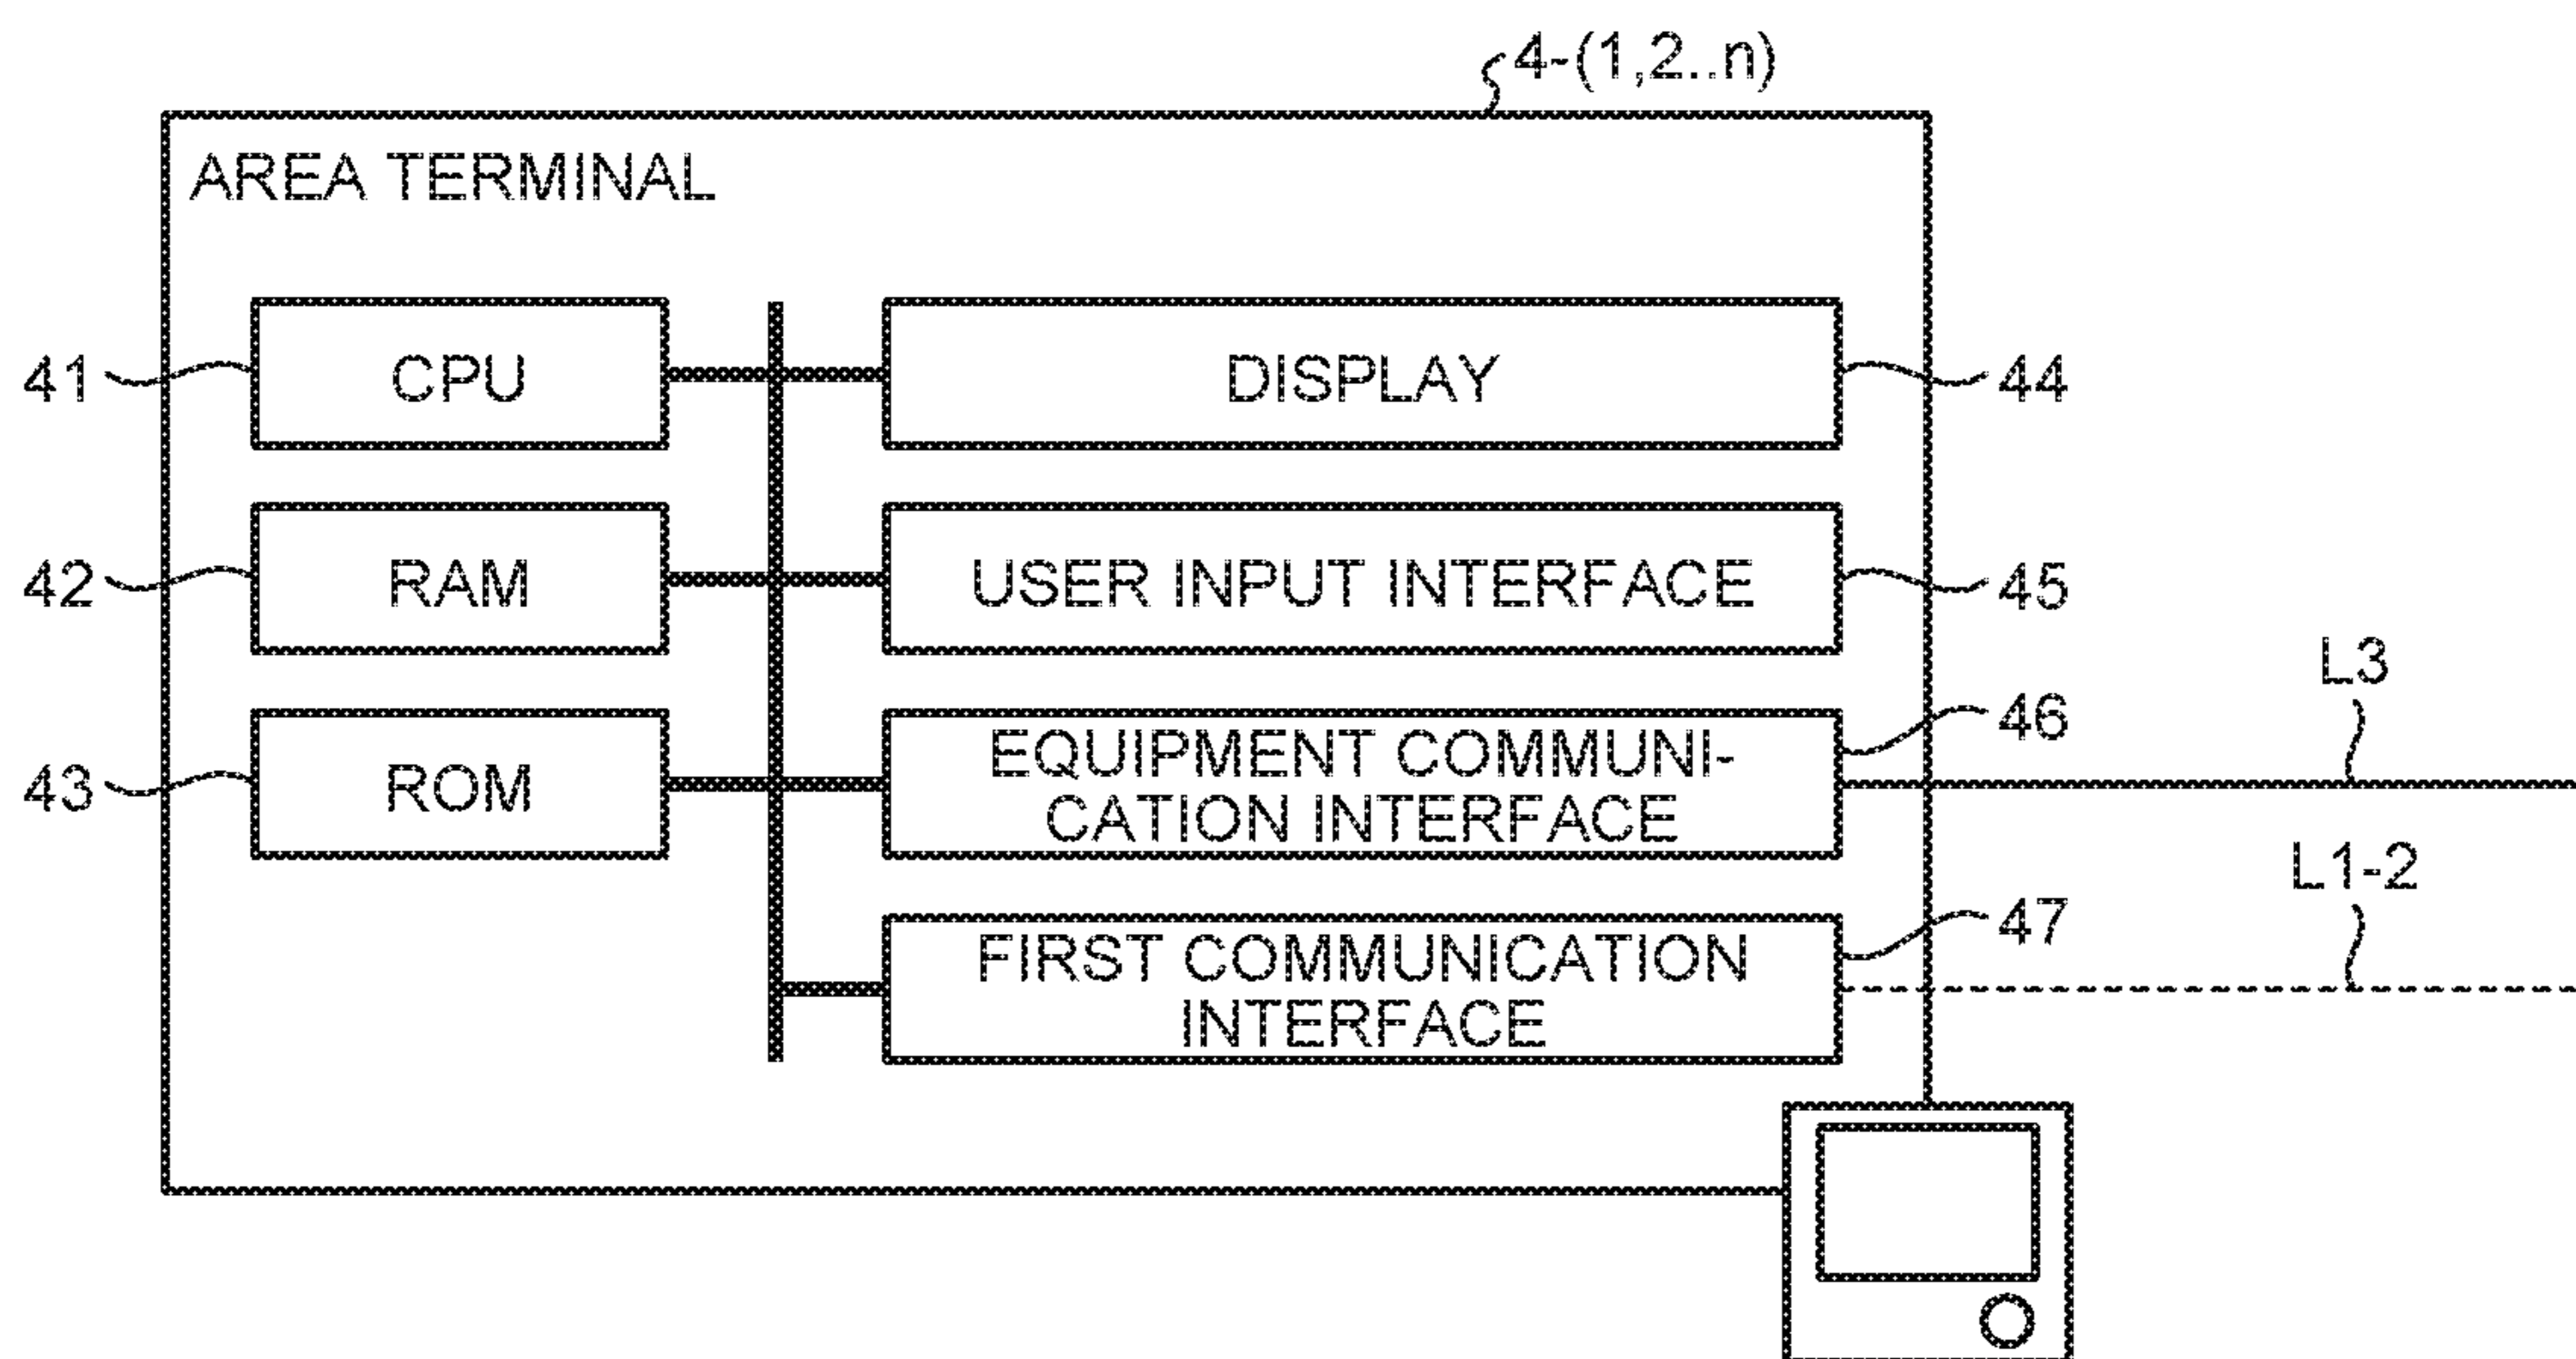 4-(1,2..n)
AREA TERMINAL
41
CPU
DISPLAY
44
42
RAM
USER INPUT INTERFACE
45
43
ROM
EQUIPMENT COMMUNI-
CATION INTERFACE
46
L3
FIRST COMMUNICATION
INTERFACE
47
L1-2